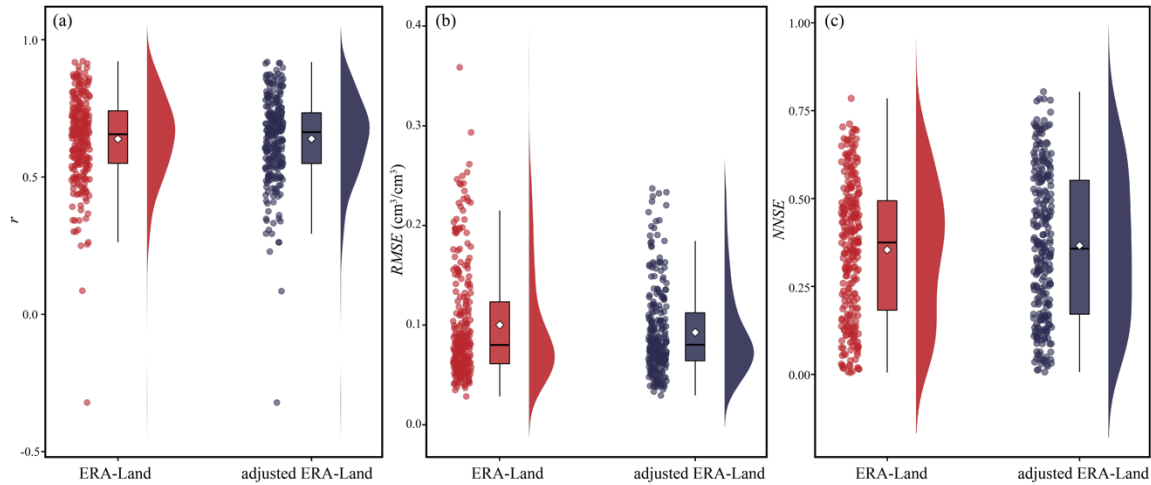 (a)
1.0
0.5
0.0
-0.5
r
ERA-Land
adjusted ERA-Land
(b)
0.4
0.3
0.2
0.1
0.0
RMSE (cm³/cm³)
ERA-Land
adjusted ERA-Land
(c)
1.00
0.75
0.50
0.25
0.00
NNSE
ERA-Land
adjusted ERA-Land